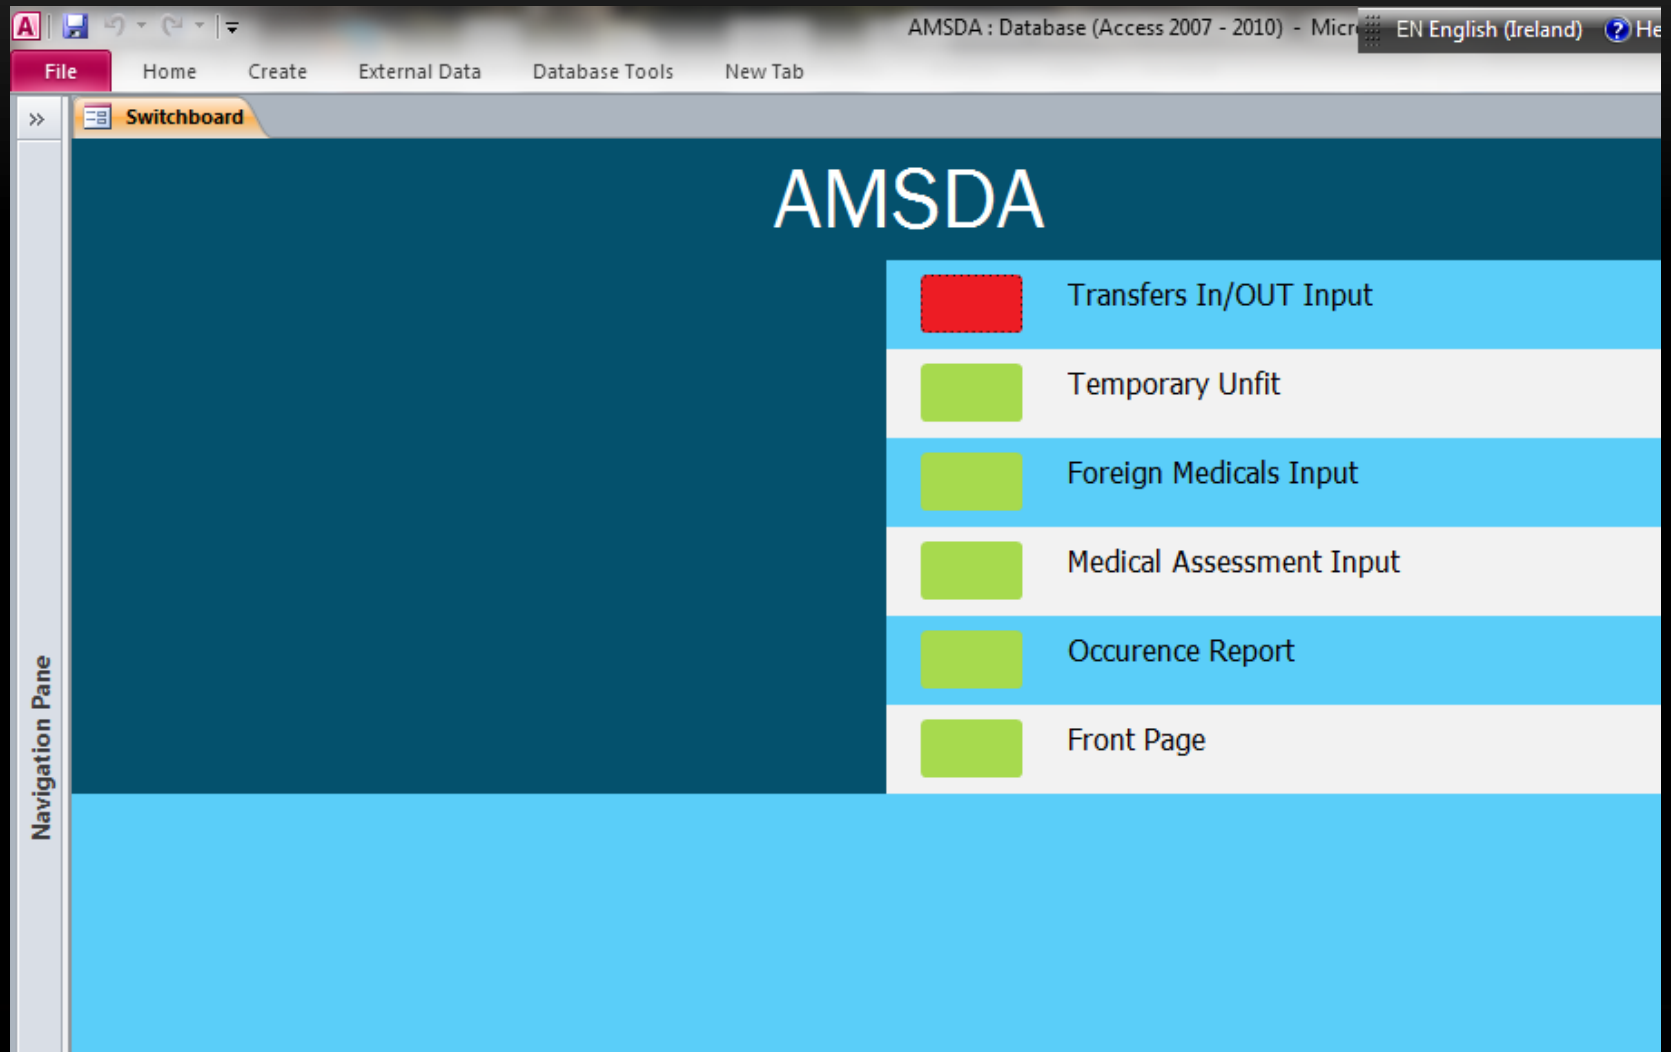 AMSDA : Database (Access 2007 - 2010) - Micr
EN English (Ireland)
He
File Home Create External Data Database Tools New Tab
Switchboard
AMSDA
Transfers In/OUT Input
Temporary Unfit
Foreign Medicals Input
Medical Assessment Input
Occurence Report
Front Page
Navigation Pane